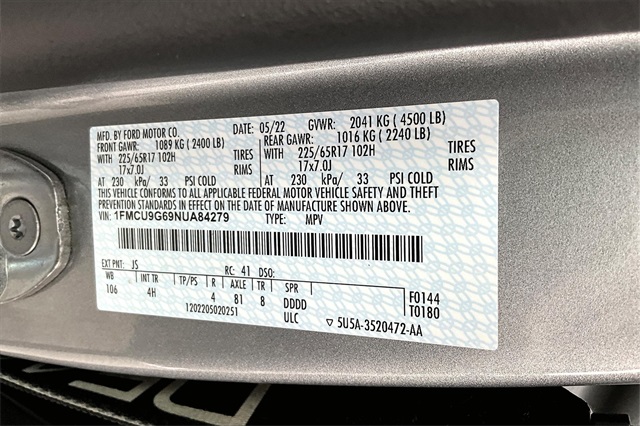 MFD. BY FORD MOTOR CO. DATE: 05/22 GVWR: 2041 KG ( 4500 LB)
FRONT GAWR: 1089 KG ( 2400 LB) REAR GAWR: 1016 KG ( 2240 LB)
WITH 225/65R17 102H TIRES WITH 225/65R17 102H TIRES
17x7.0J RIMS 17x7.0J RIMS
AT 230 kPa/ 33 PSI COLD AT 230 kPa/ 33 PSI COLD
THIS VEHICLE CONFORMS TO ALL APPLICABLE FEDERAL MOTOR VEHICLE SAFETY AND THEFT
PREVENTION STANDARDS IN EFFECT ON THE DATE OF MANUFACTURE SHOWN ABOVE.
VIN: 1FMCU9G69NUA84279 TYPE: MPV
EXT PNT: JS RC: 41 DSO:
WB INT TR TP/PS R AXLE TR SPR
106 4H 4 81 8 DDDD F0144
1202205020251 ULC T0180
▽ 5U5A-3520472-AA